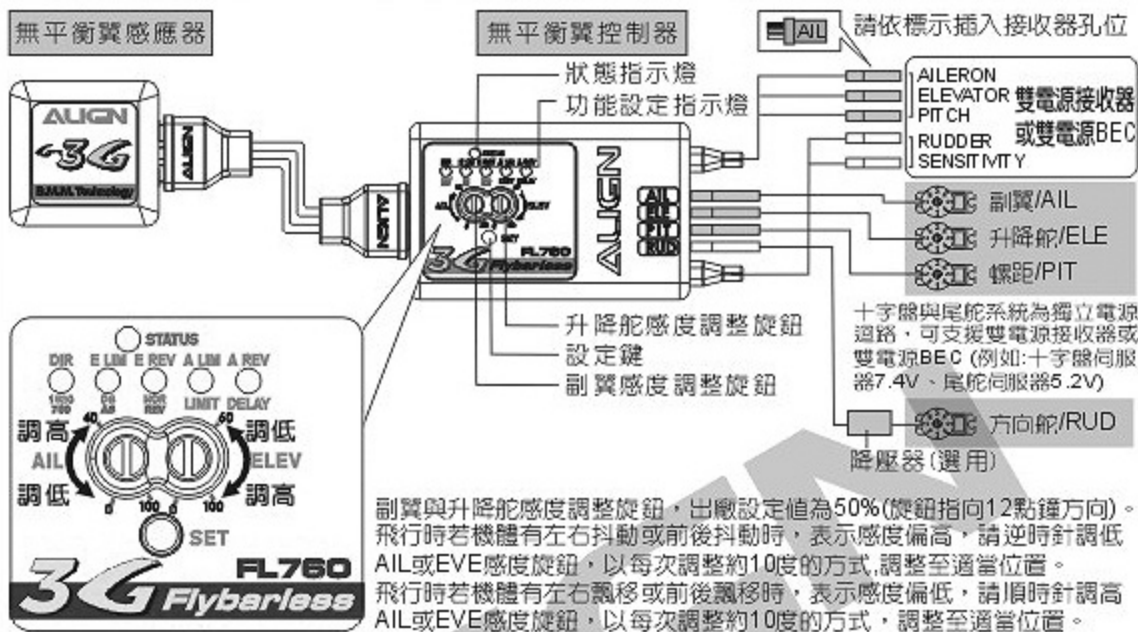 無平衡翼感應器
無平衡翼控制器
AIL
請依標示插入接收器孔位
狀態指示燈
功能設定指示燈
AILERON
ELEVATOR
PITCH
RUDDER
SENSITIVITY
雙電源接收器
或雙電源BEC
ALIGN
3G
ALIGN
ALIGN
ALIGN
AIL
ELE
PIT
RUD
SET
FL760
3G Flybarless
副翼/AIL
升降舵/ELE
螺距/PIT
十字盤與尾舵系統為獨立電源
迴路,可支援雙電源接收器或
雙電源BEC (例如:十字盤伺服
器7.4V、尾舵伺服器5.2V)
升降舵感度調整旋鈕
設定鍵
副翼感度調整旋鈕
方向舵/RUD
降壓器(選用)
STATUS
DIR E LIM E REV A LIM A REV
1520 760
NOR REV
LIMIT DELAY
調高
調低
AIL
ELEV
調低
調高
0 100 0 100
SET
FL760
3G Flybarless
副翼與升降舵感度調整旋鈕,出廠設定值為50%(旋鈕指向12點鐘方向)。
飛行時若機體有左右抖動或前後抖動時,表示感度偏高,請逆時針調低
AIL或EVE感度旋鈕,以每次調整約10度的方式,調整至適當位置。
飛行時若機體有左右飄移或前後飄移時,表示感度偏低,請順時針調高
AIL或EVE感度旋鈕,以每次調整約10度的方式,調整至適當位置。